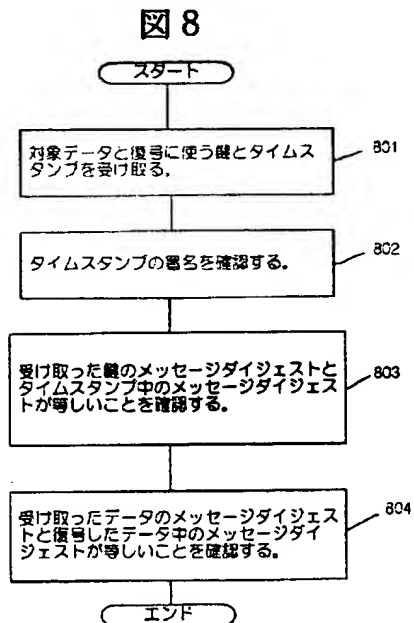 図8
スタート
対象データと復号に使う鍵とタイムス
タンプを受け取る。
801
タイムスタンプの署名を確認する。
802
受け取った鍵のメッセージダイジェストと
タイムスタンプ中のメッセージダイジェス
トが等しいことを確認する。
803
受け取ったデータのメッセージダイジェス
トと復号したデータ中のメッセージダイ
ジェストが等しいことを確認する。
804
エンド